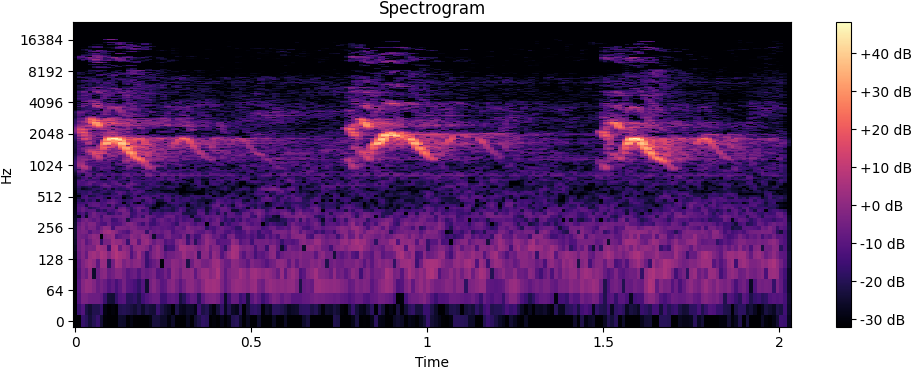 Spectrogram
16384
8192
4096
2048
1024
512
256
128
64
0
Hz
0
0.5
1
1.5
2
Time
+40 dB
+30 dB
+20 dB
+10 dB
+0 dB
-10 dB
-20 dB
-30 dB